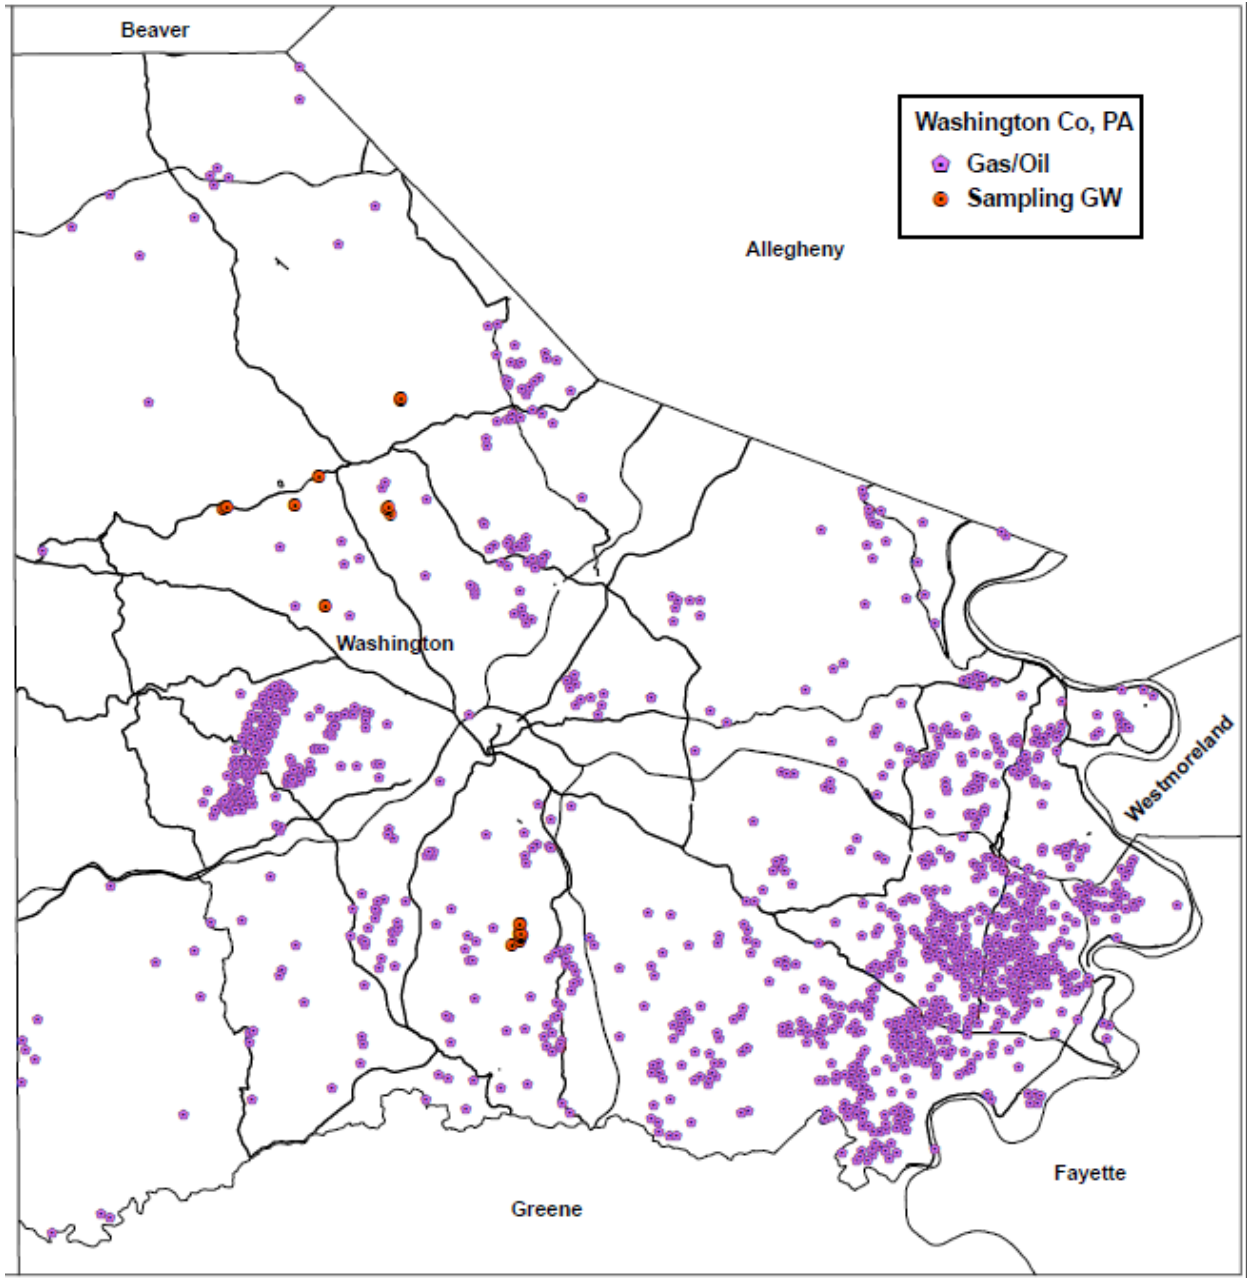 Beaver
Washington Co, PA
Gas/Oil
Sampling GW
Allegheny
Washington
Westmoreland
Fayette
Greene